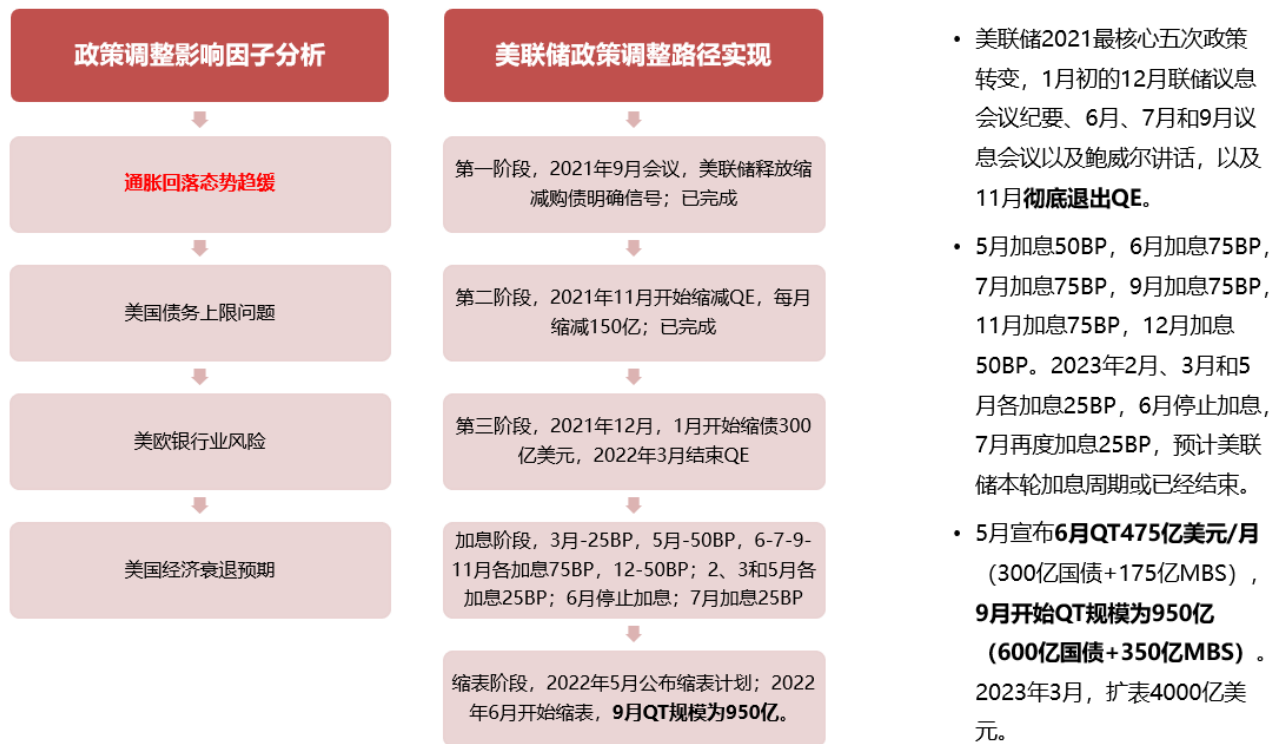 政策调整影响因子分析
通胀回落态势趋缓
美国债务上限问题
美欧银行业风险
美国经济衰退预期
美联储政策调整路径实现
第一阶段，2021年9月会议，美联储释放缩
减购债明确信号；已完成
第二阶段，2021年11月开始缩减QE，每月
缩减150亿；已完成
第三阶段，2021年12月，1月开始缩债300
亿美元，2022年3月结束QE
加息阶段，3月-25BP，5月-50BP，6-7-9-
11月各加息75BP，12-50BP；2、3和5月各
加息25BP；6月停止加息；7月加息25BP
缩表阶段，2022年5月公布缩表计划；2022
年6月开始缩表，9月QT规模为950亿。
• 美联储2021最核心五次政策
转变，1月初的12月联储议息
会议纪要、6月、7月和9月议
息会议以及鲍威尔讲话，以及
11月彻底退出QE。
• 5月加息50BP，6月加息75BP，
7月加息75BP，9月加息75BP，
11月加息75BP，12月加息
50BP。2023年2月、3月和5
月各加息25BP，6月停止加息，
7月再度加息25BP，预计美联
储本轮加息周期或已经结束。
• 5月宣布6月QT475亿美元/月
（300亿国债+175亿MBS），
9月开始QT规模为950亿
（600亿国债+350亿MBS）。
2023年3月，扩表4000亿美
元。